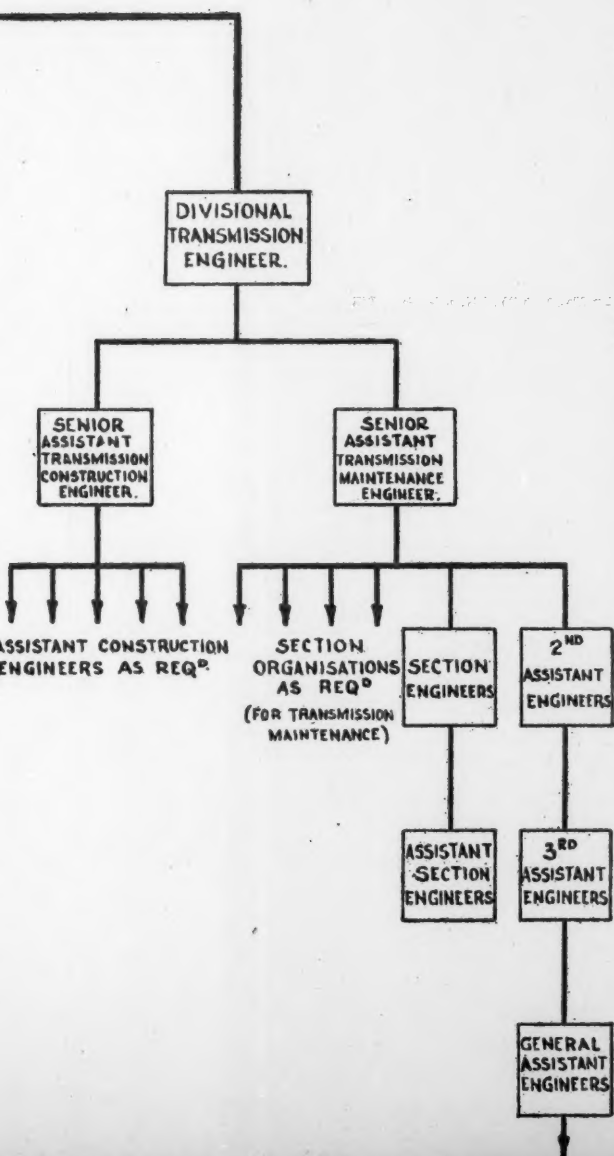 DIVISIONAL
TRANSMISSION
ENGINEER.
SENIOR
ASSISTANT
TRANSMISSION
CONSTRUCTION
ENGINEER.
SENIOR
ASSISTANT
TRANSMISSION
MAINTENANCE
ENGINEER.
ASSISTANT CONSTRUCTION
ENGINEERS AS REQᴰ.
SECTION
ORGANISATIONS
AS REQᴰ
(FOR TRANSMISSION
MAINTENANCE)
SECTION
ENGINEERS
2ᴺᴰ
ASSISTANT
ENGINEERS
ASSISTANT
SECTION
ENGINEERS
3ᴿᴰ
ASSISTANT
ENGINEERS
GENERAL
ASSISTANT
ENGINEERS